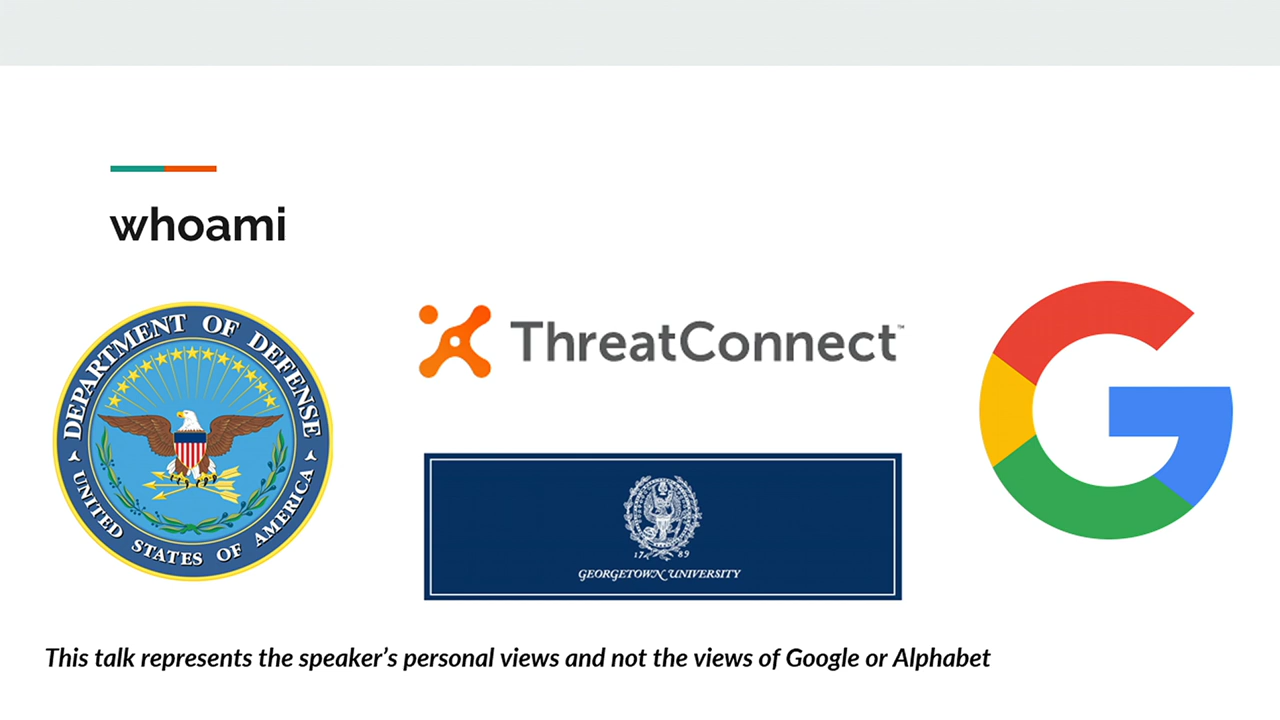 whoami
DEPARTMENT OF DEFENSE
UNITED STATES OF AMERICA
ThreatConnect™
17 89
GEORGETOWN UNIVERSITY
G
This talk represents the speaker's personal views and not the views of Google or Alphabet